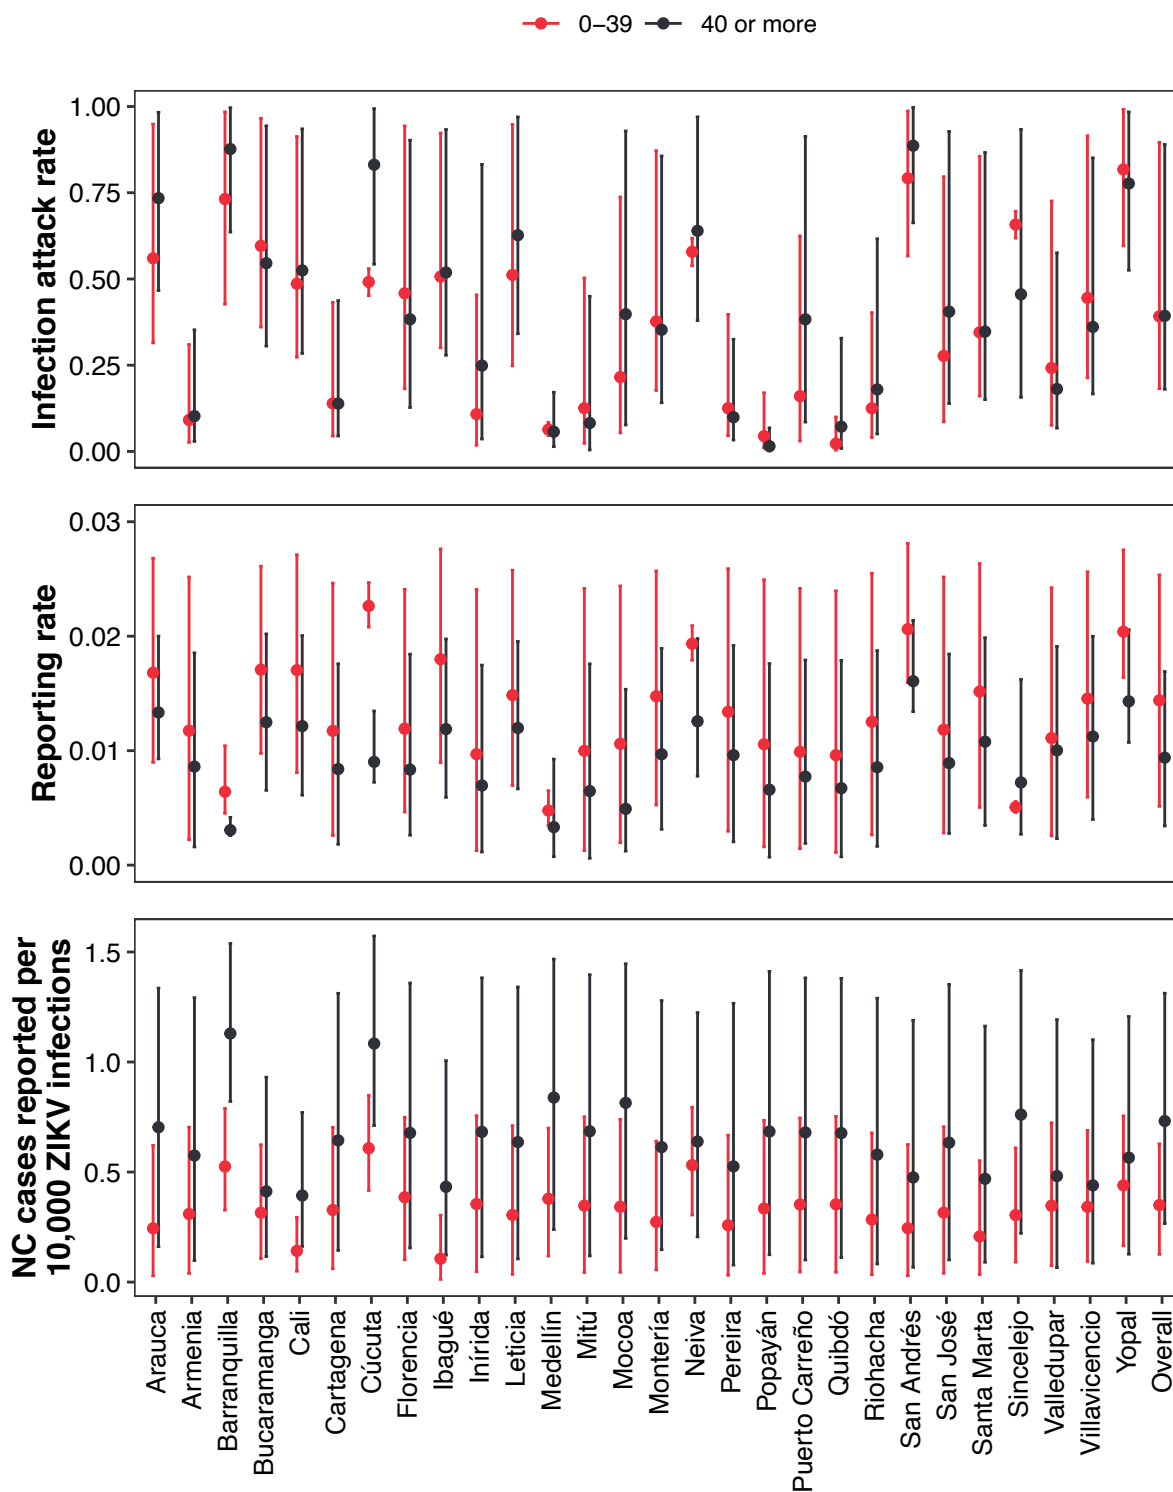 0–39 40 or more
Infection attack rate
1.00
0.75
0.50
0.25
0.00
Reporting rate
0.03
0.02
0.01
0.00
NC cases reported per
10,000 ZIKV infections
1.5
1.0
0.5
0.0
Arauca
Armenia
Barranquilla
Bucaramanga
Cali
Cartagena
Cúcuta
Florencia
Ibagué
Inírida
Leticia
Medellín
Mitú
Mocoa
Montería
Neiva
Pereira
Popayán
Puerto Carreño
Quibdó
Riohacha
San Andrés
San José
Santa Marta
Sincelejo
Valledupar
Villavicencio
Yopal
Overall